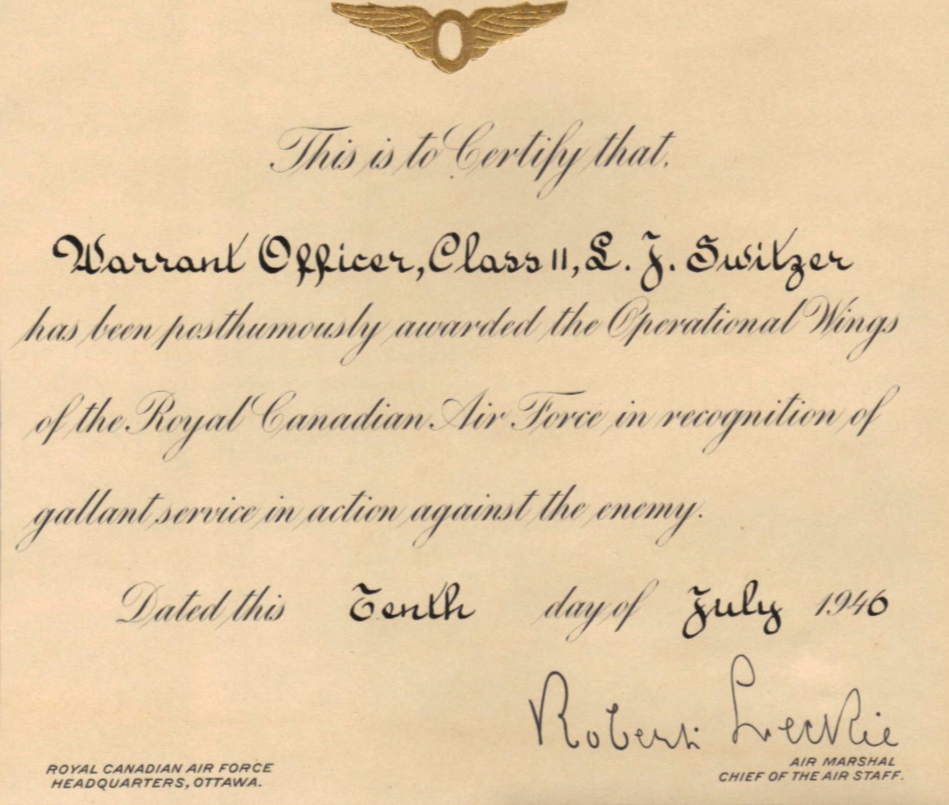 This is to Certify that,
Warrant Officer, Class II, L. J. Switzer
has been posthumously awarded the Operational Wings
of the Royal Canadian Air Force in recognition of
gallant service in action against the enemy.
Dated this Tenth day of July 1946
Robert Leckie
ROYAL CANADIAN AIR FORCE
HEADQUARTERS, OTTAWA.
AIR MARSHAL
CHIEF OF THE AIR STAFF.